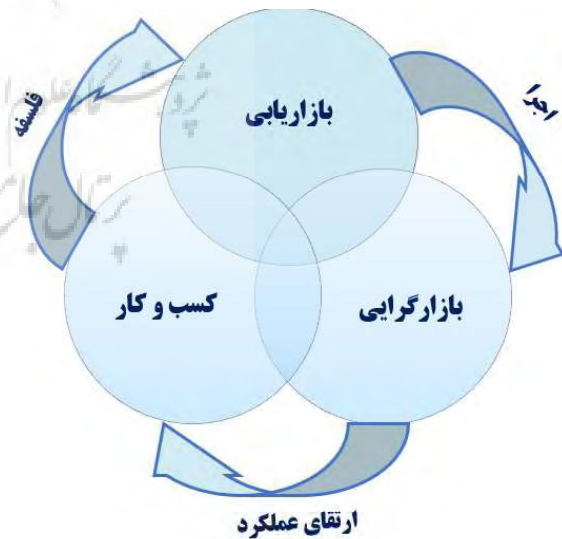 بازاریابی
اجرا
فلسفه
بازارگرایی
کسب و کار
ارتقای عملکرد